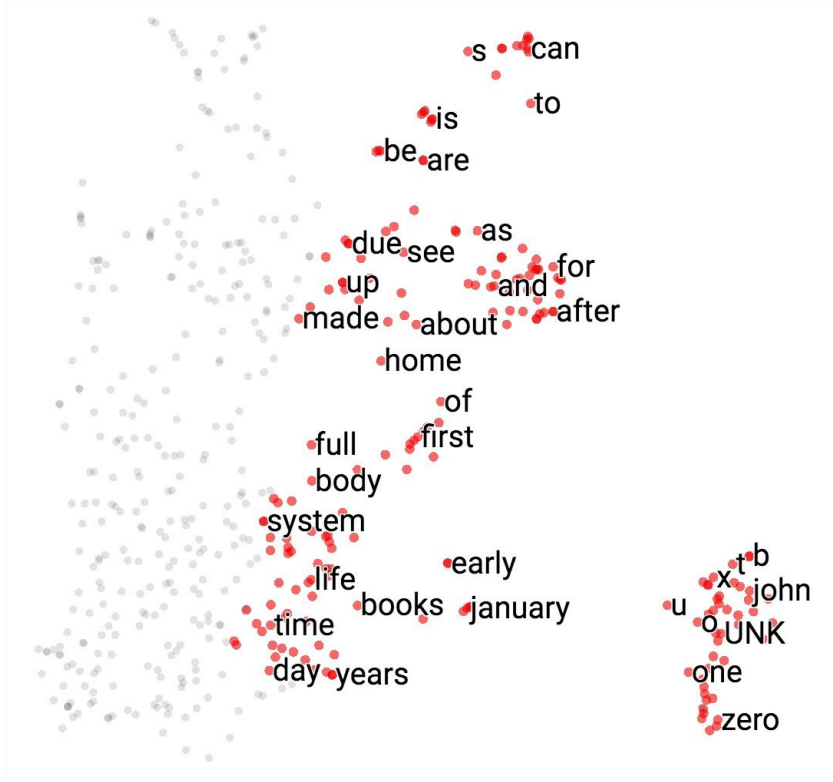 s
can
to
is
be
are
as
due
see
for
up
and
made
about
after
home
of
first
full
body
system
early
b
t
x
life
john
books
january
u
o
time
UNK
day
years
one
zero